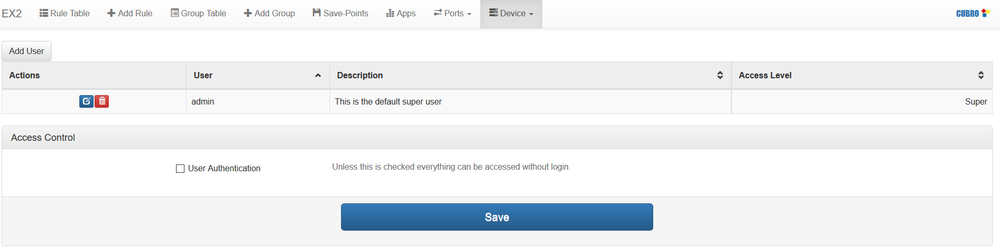 EX2 Rule Table Add Rule Group Table Add Group Save-Points Apps Ports Device CUBRO
Add User
Actions User Description Access Level
admin This is the default super user Super
Access Control
User Authentication Unless this is checked everything can be accessed without login.
Save